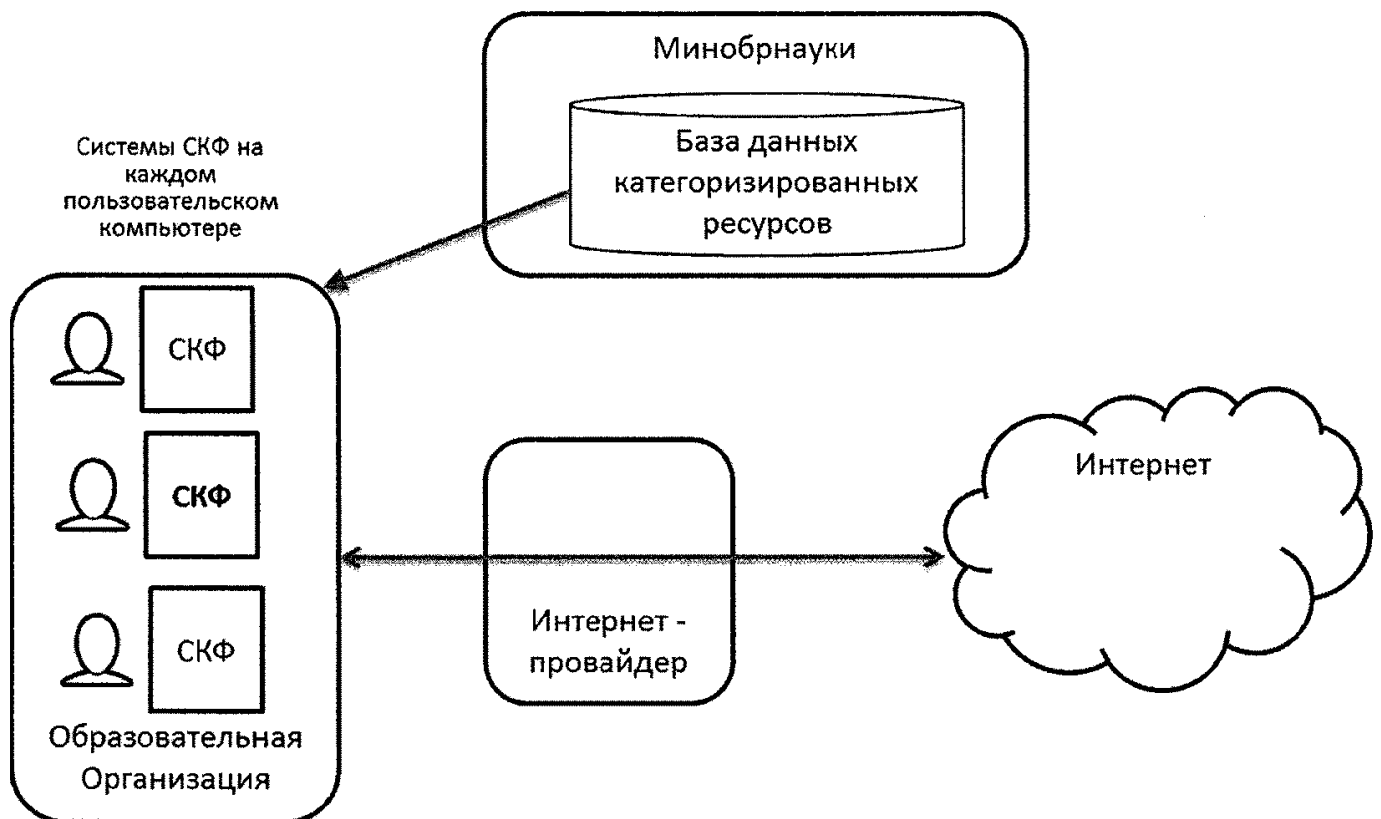 Минобрнауки
База данных
категоризированных
ресурсов
Системы СКФ на
каждом
пользовательском
компьютере
СКФ
СКФ
СКФ
Образовательная
Организация
Интернет -
провайдер
Интернет